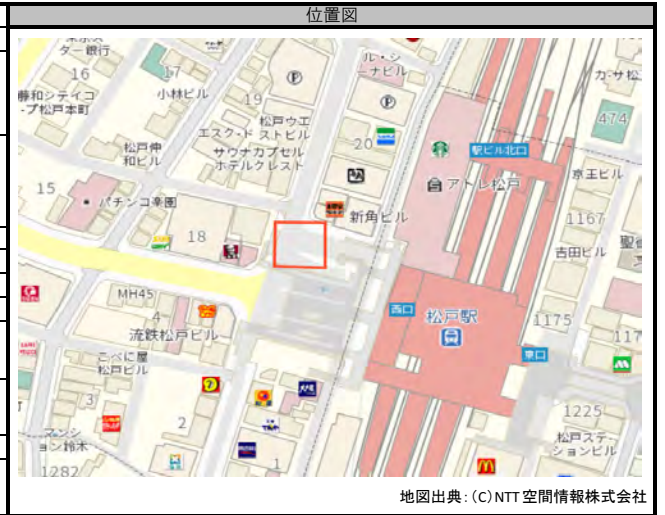 位置図
ター銀行
ル・シ
ーナビル
16
17
小林ビル
藤和シティコ
-プ松戸本町
19
松戸ウエ
ストビル
エスク・ド
サウナカプセル
ホテルクレスト
松戸伸
和ビル
20
カ・サ松
474
駅ビル北口
アトレ松戸
京王ビル
15
パチンコ楽園
新角ビル
1167
18
吉田ビル
聖
MH45
4
流鉄松戸ビル
西口
松戸駅
1175
117
こべに屋
松戸ビル
東口
3
2
1
マンシ
ョン鈴木
1282
1225
松戸ステー
ションビル
地図出典:(C)NTT空間情報株式会社